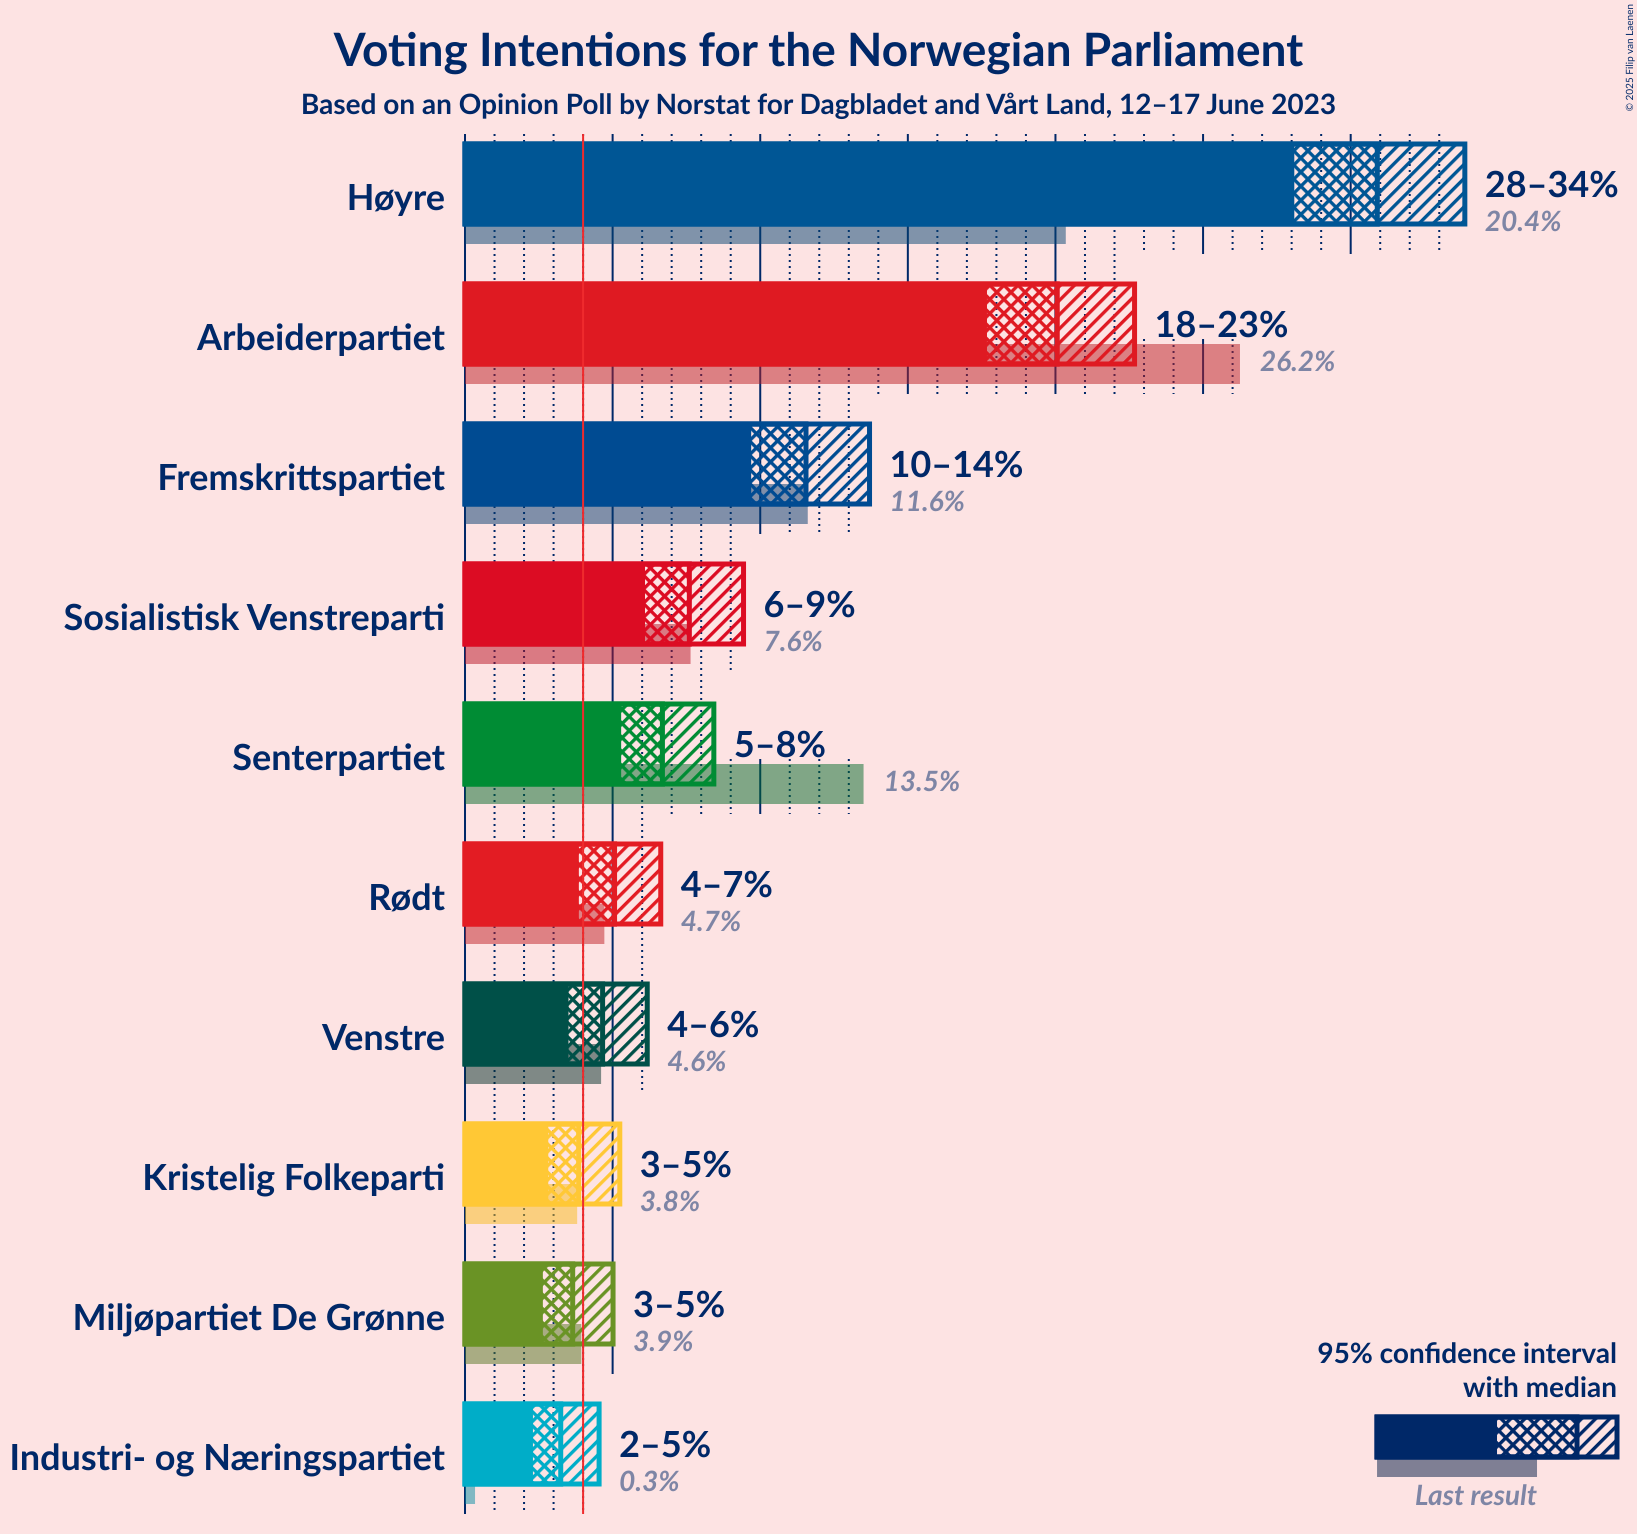 Voting Intentions for the Norwegian Parliament
Based on an Opinion Poll by Norstat for Dagbladet and Vårt Land, 12–17 June 2023
© 2025 Filip van Laenen
Høyre
28–34%
20.4%
Arbeiderpartiet
18–23%
26.2%
Fremskrittspartiet
10–14%
11.6%
Sosialistisk Venstreparti
6–9%
7.6%
Senterpartiet
5–8%
13.5%
Rødt
4–7%
4.7%
Venstre
4–6%
4.6%
Kristelig Folkeparti
3–5%
3.8%
Miljøpartiet De Grønne
3–5%
3.9%
Industri- og Næringspartiet
2–5%
0.3%
95% confidence interval
with median
Last result